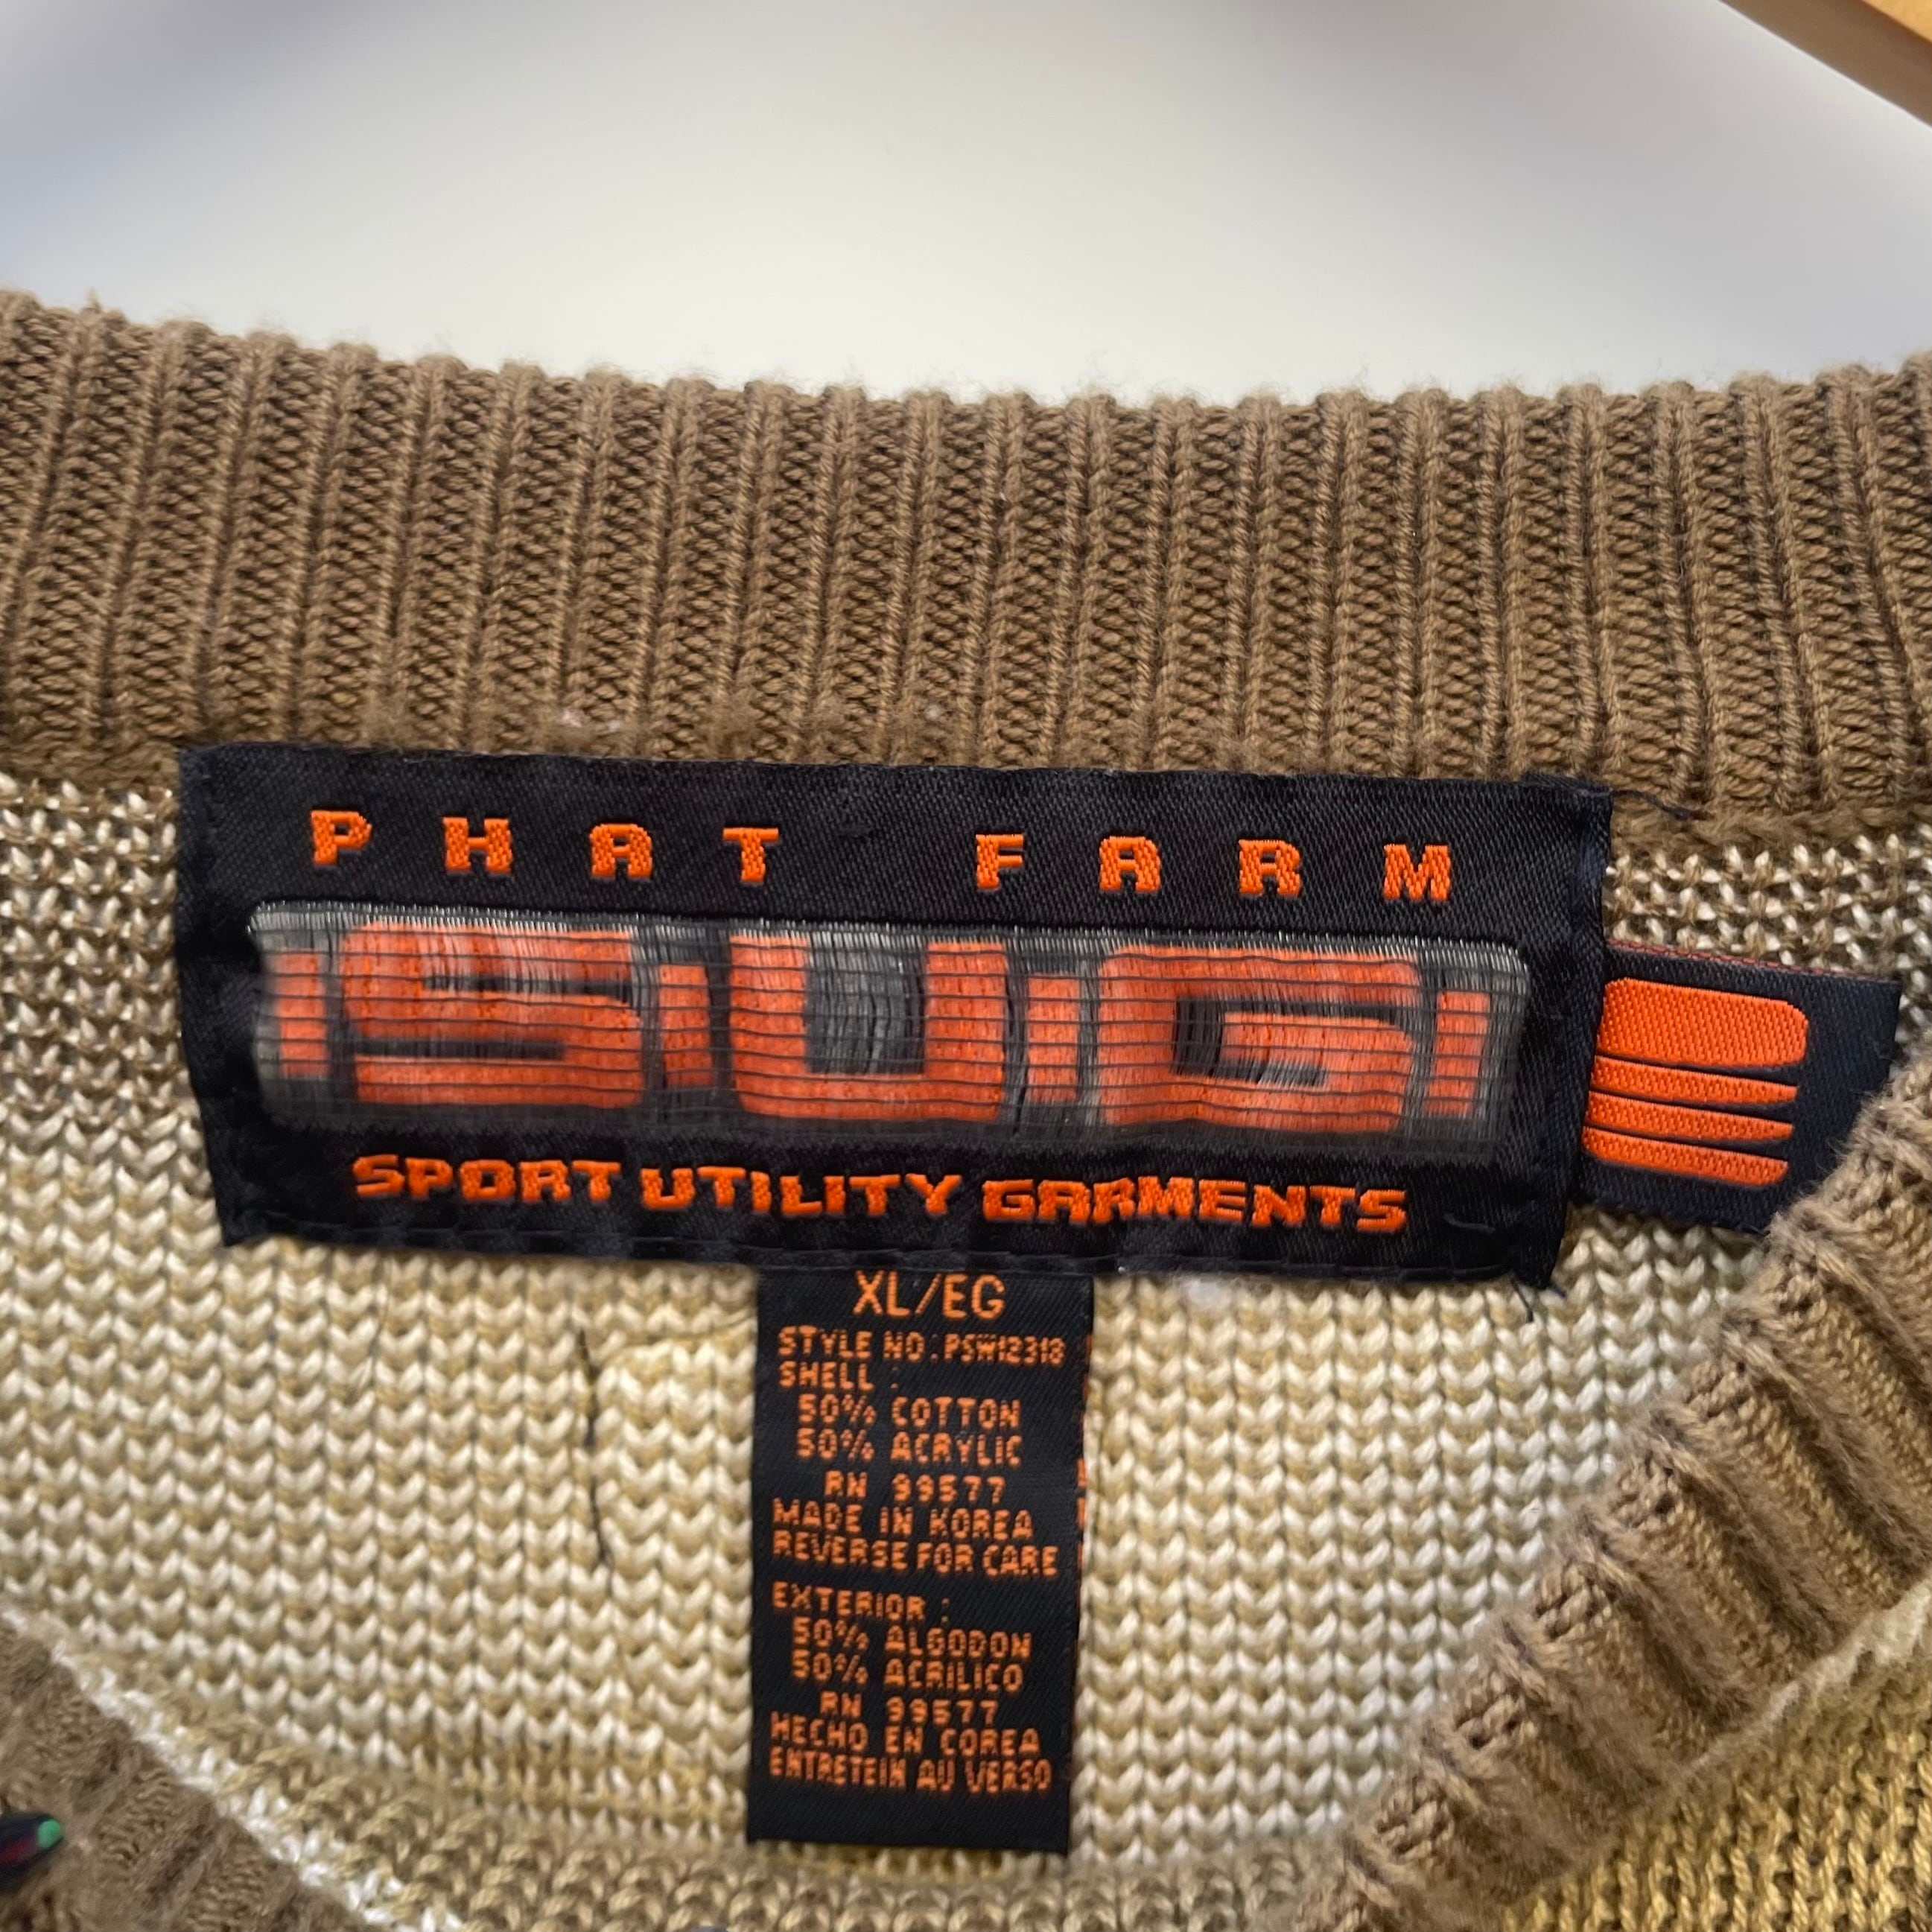 PHAT FARM
S.U.G
SPORT UTILITY GARMENTS
XL/EG
STYLE NO: PSW12318
SHELL :
50% COTTON
50% ACRYLIC
RN 99577
MADE IN KOREA
REVERSE FOR CARE
EXTERIOR :
50% ALGODON
50% ACRILICO
RN 99577
HECHO EN COREA
ENTRETEIN AU VERSO